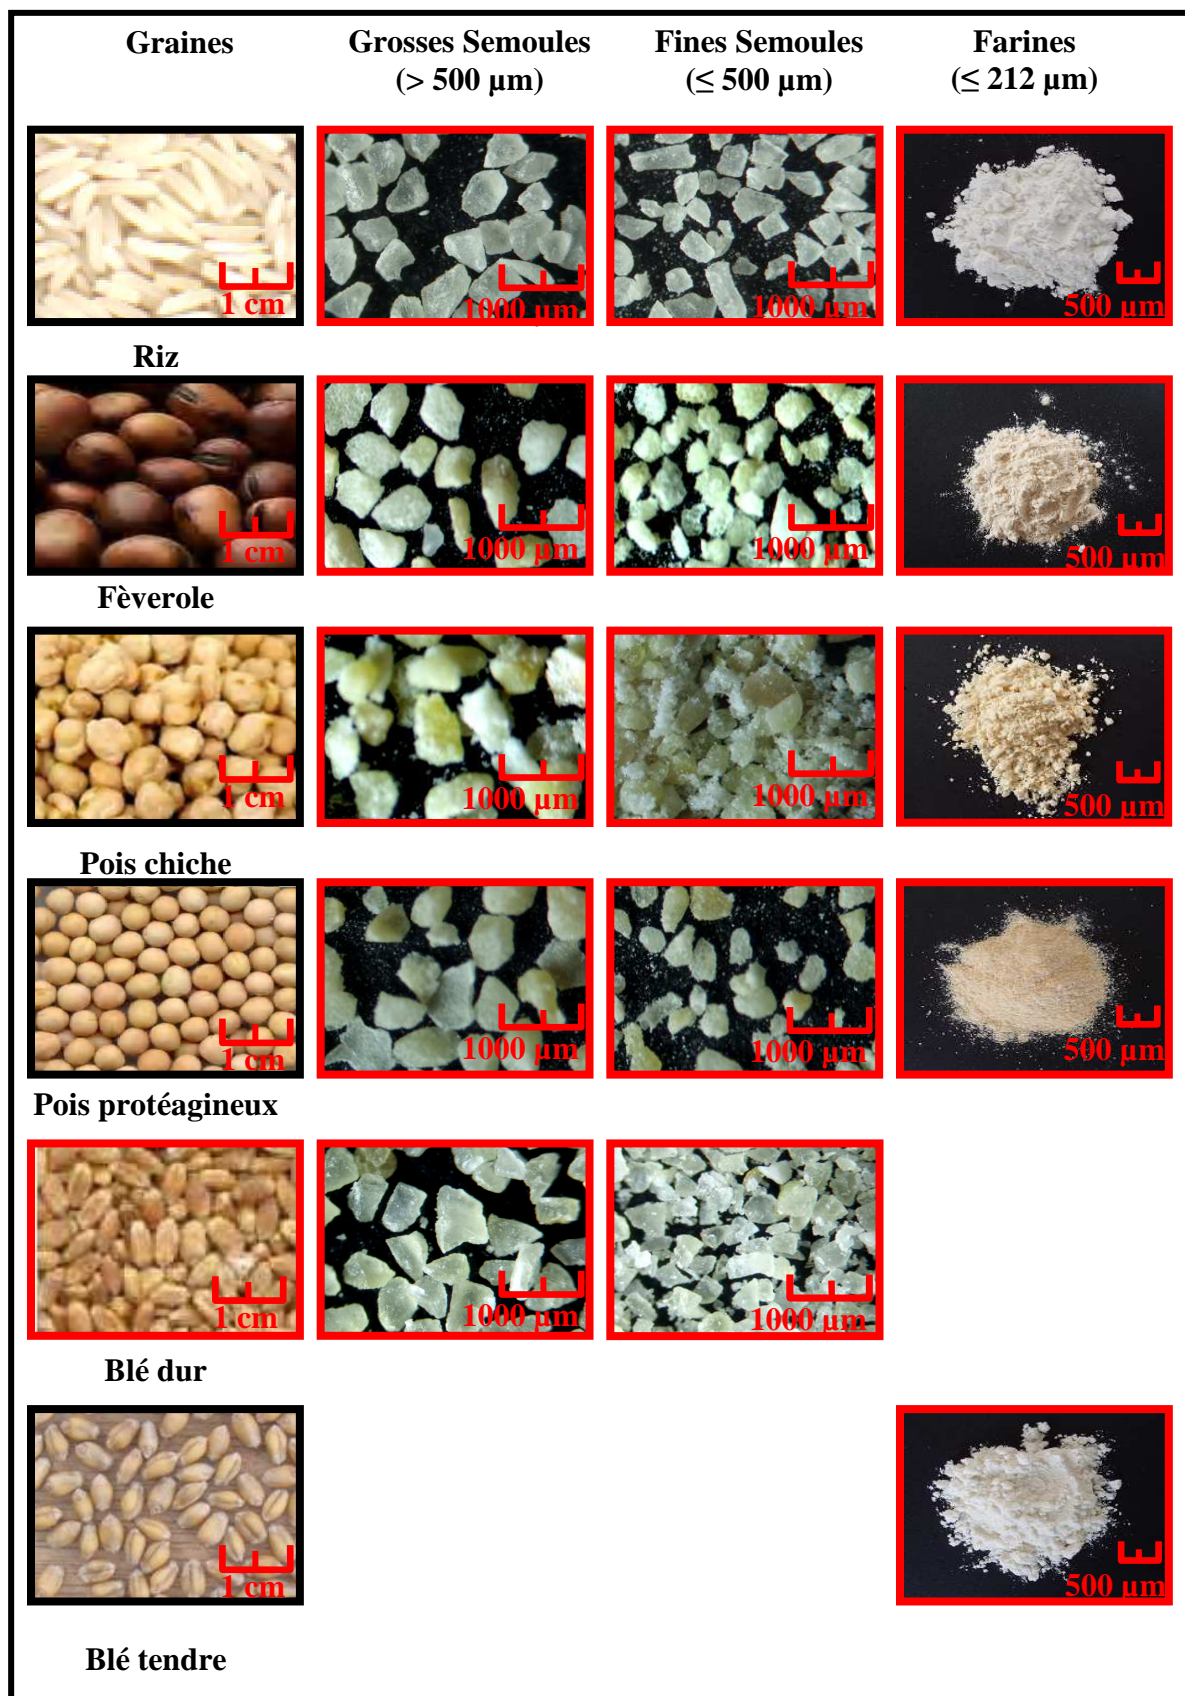 Graines
Grosses Semoules
(> 500 µm)
Fines Semoules
(≤ 500 µm)
Farines
(≤ 212 µm)
1 cm
1000 µm
1000 µm
500 µm
Riz
1 cm
1000 µm
1000 µm
500 µm
Fèverole
1 cm
1000 µm
1000 µm
500 µm
Pois chiche
1 cm
1000 µm
1000 µm
500 µm
Pois protéagineux
1 cm
1000 µm
1000 µm
Blé dur
1 cm
500 µm
Blé tendre